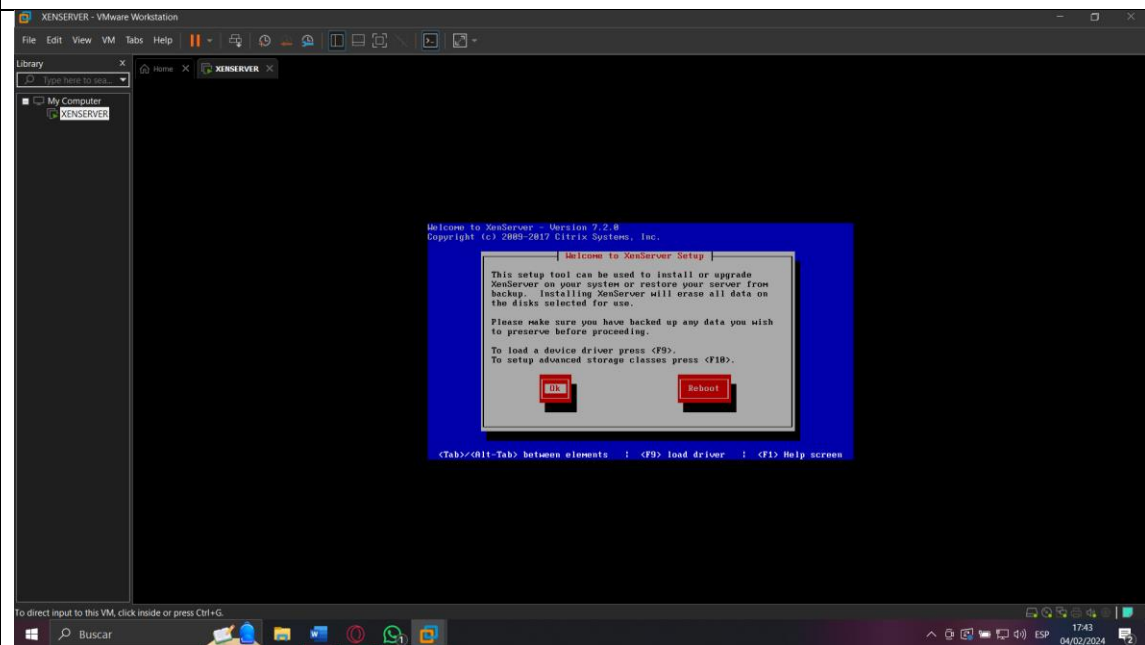 XENSERVER - VMware Workstation
File Edit View VM Tabs Help
Library X
Type here to sea...
Home X XENSERVER X
My Computer
XENSERVER
Welcome to XenServer - Version 7.2.0
Copyright (c) 2009-2017 Citrix Systems, Inc.
Welcome to XenServer Setup
This setup tool can be used to install or upgrade
XenServer on your system or restore your server from
backup. Installing XenServer will erase all data on
the disks selected for use.
Please make sure you have backed up any data you wish
to preserve before proceeding.
To load a device driver press <F9>.
To setup advanced storage classes press <F10>.
Ok Reboot
<Tab>/<Alt-Tab> between elements | <F9> load driver | <F1> Help screen
To direct input to this VM, click inside or press Ctrl+G.
Buscar
ESP
17:43
04/02/2024